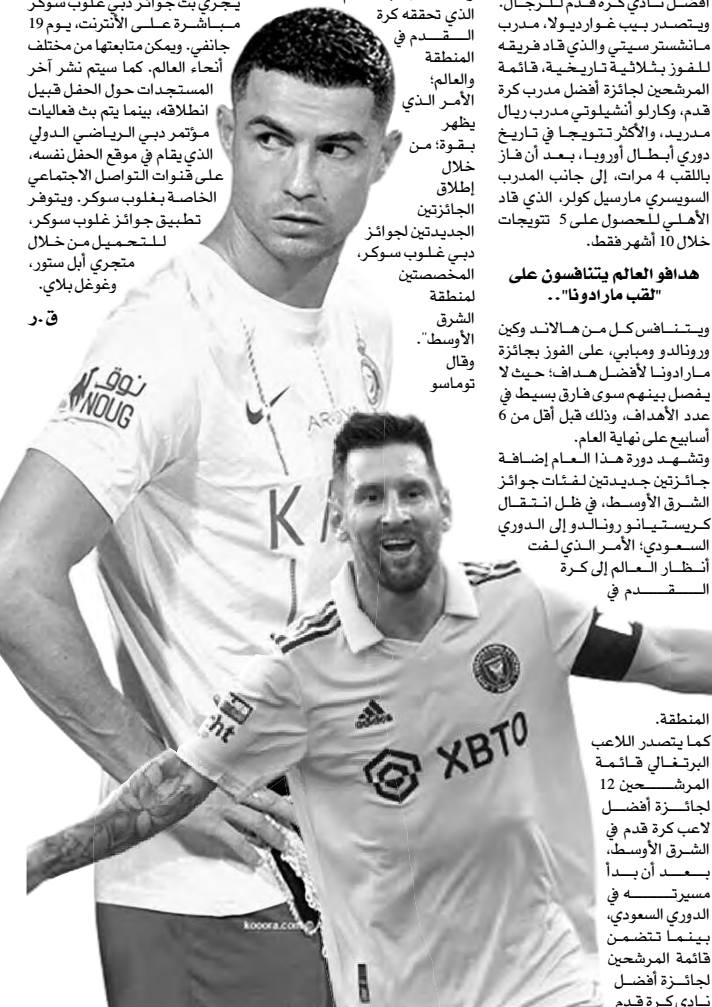 أفضل نادي كرة قدم للرجال.
ويتصدر بيب غوارديولا، مدرب
مانشستر سيتي والذي قاد فريقه
للفوز بثلاثية تاريخية، قائمة
المرشحين لجائزة أفضل مدرب كرة
قدم، وكارلو أنشيلوتي مدرب ريال
مدريد، والأكثر تتويجا في تاريخ
دوري أبطال أوروبا، بعد أن فاز
باللقب 4 مرات، إلى جانب المدرب
السويسري مارسيل كولر، الذي قاد
الأهلي للحصول على 5 تتويجات
خلال 10 أشهر فقط.
هدافو العالم يتنافسون على
"لقب مارادونا"..
ويتنافس كل من هالاند وكين
ورونالدو ومبابي، على الفوز بجائزة
مارادونا لأفضل هداف؛ حيث لا
يفصل بينهم سوى فارق بسيط في
عدد الأهداف، وذلك قبل أقل من 6
أسابيع على نهاية العام.
وتشهد دورة هذا العام إضافة
جائزتين جديدتين لفئات جوائز
الشرق الأوسط، في ظل انتقال
كريستيانو رونالدو إلى الدوري
السعودي؛ الأمر الذي لفت
أنظار العالم إلى كرة
القدم في
المنطقة.
كما يتصدر اللاعب
البرتغالي قائمة
المرشحين 12
لجائزة أفضل
لاعب كرة قدم في
الشرق الأوسط،
بعد أن بدأ
مسيرته في
الدوري السعودي،
بينما تتضمن
قائمة المرشحين
لجائزة أفضل
نادي كرة قدم
الذي تحققه كرة
القدم في
المنطقة
والعالم؛
الأمر الذي
يظهر
بقوة؛ من
خلال
إطلاق
الجائزتين
الجديدتين لجوائز
دبي غلوب سوكر،
المخصصتين
لمنطقة
الشرق
الأوسط".
وقال
توماسو
يجري بث جوائز دبي غلوب سوكر
مباشرة على الأنترنت، يوم 19
جانفي. ويمكن متابعتها من مختلف
أنحاء العالم. كما سيتم نشر آخر
المستجدات حول الحفل قبيل
انطلاقه، بينما يتم بث فعاليات
مؤتمر دبي الرياضي الدولي
الذي يقام في موقع الحفل نفسه،
على قنوات التواصل الاجتماعي
الخاصة بغلوب سوكر. ويتوفر
تطبيق جوائز غلوب سوكر،
للتحميل من خلال
متجري أبل ستور،
وغوغل بلاي.
ق.ر
نوق
NOUG
KA
adidas
XBTO
ght
kooora.com